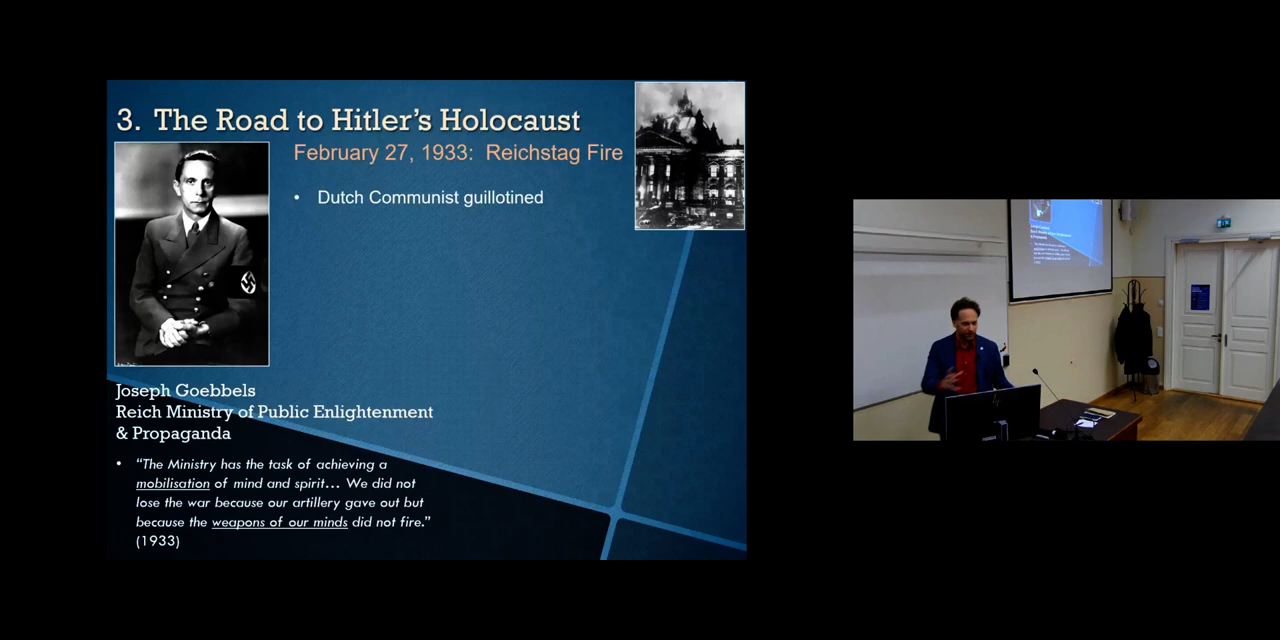 3. The Road to Hitler's Holocaust
February 27, 1933: Reichstag Fire
• Dutch Communist guillotined
Joseph Goebbels
Reich Ministry of Public Enlightenment
& Propaganda
• “The Ministry has the task of achieving a
mobilisation of mind and spirit… We did not
lose the war because our artillery gave out but
because the weapons of our minds did not fire.”
(1933)